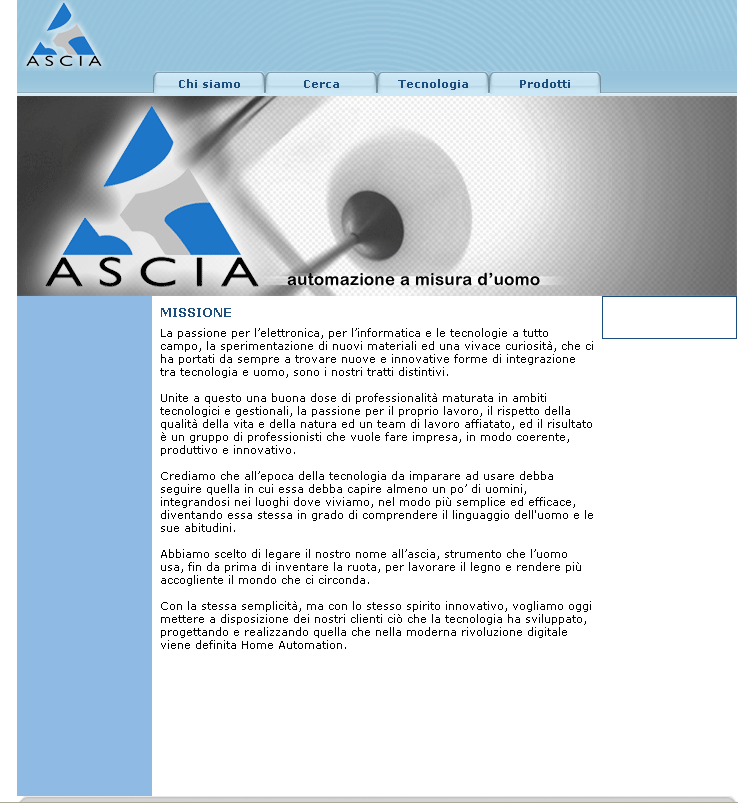 ASCIA
Chi siamo
Cerca
Tecnologia
Prodotti
ASCIA
automazione a misura d’uomo
MISSIONE
La passione per l’elettronica, per l’informatica e le tecnologie a tutto
campo, la sperimentazione di nuovi materiali ed una vivace curiosità, che ci
ha portati da sempre a trovare nuove e innovative forme di integrazione
tra tecnologia e uomo, sono i nostri tratti distintivi.
Unite a questo una buona dose di professionalità maturata in ambiti
tecnologici e gestionali, la passione per il proprio lavoro, il rispetto della
qualità della vita e della natura ed un team di lavoro affiatato, ed il risultato
è un gruppo di professionisti che vuole fare impresa, in modo coerente,
produttivo e innovativo.
Crediamo che all’epoca della tecnologia da imparare ad usare debba
seguire quella in cui essa debba capire almeno un po’ di uomini,
integrandosi nei luoghi dove viviamo, nel modo più semplice ed efficace,
diventando essa stessa in grado di comprendere il linguaggio dell'uomo e le
sue abitudini.
Abbiamo scelto di legare il nostro nome all’ascia, strumento che l’uomo
usa, fin da prima di inventare la ruota, per lavorare il legno e rendere più
accogliente il mondo che ci circonda.
Con la stessa semplicità, ma con lo stesso spirito innovativo, vogliamo oggi
mettere a disposizione dei nostri clienti ciò che la tecnologia ha sviluppato,
progettando e realizzando quella che nella moderna rivoluzione digitale
viene definita Home Automation.